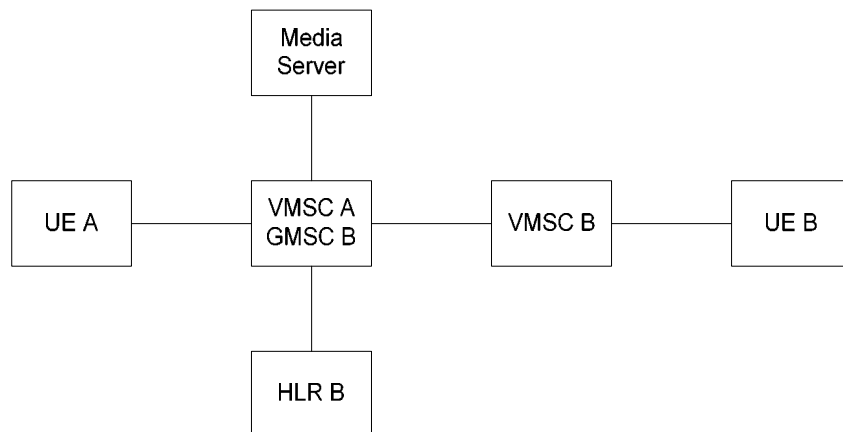 Media
Server
UE A
VMSC A
GMSC B
VMSC B
UE B
HLR B